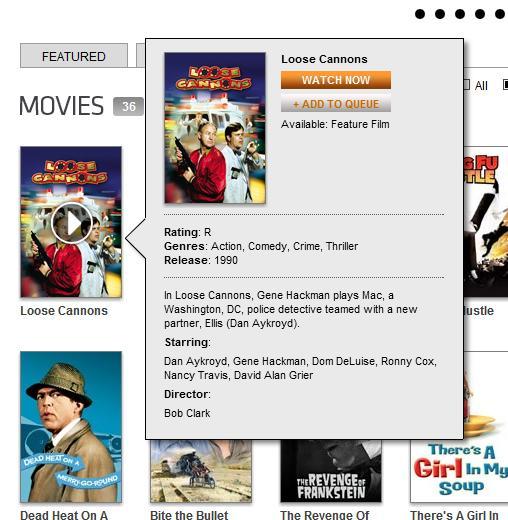 FEATURED
MOVIES 36
All
LOOSE CANNONS
Loose Cannons
LOOSE CANNONS
Loose Cannons
WATCH NOW
+ ADD TO QUEUE
Available: Feature Film
Rating: R
Genres: Action, Comedy, Crime, Thriller
Release: 1990
In Loose Cannons, Gene Hackman plays Mac, a
Washington, DC, police detective teamed with a new
partner, Ellis (Dan Aykroyd).
Starring:
Dan Aykroyd, Gene Hackman, Dom DeLuise, Ronny Cox,
Nancy Travis, David Alan Grier
Director:
Bob Clark
FU
TLE
Hustle
DEAD HEAT ON A
MERRY-GO-ROUND
Dead Heat On A
Bite the Bullet
THE REVENGE OF
FRANKSTEIN
The Revenge Of
There's A
Girl In My
Soup
There's A Girl In